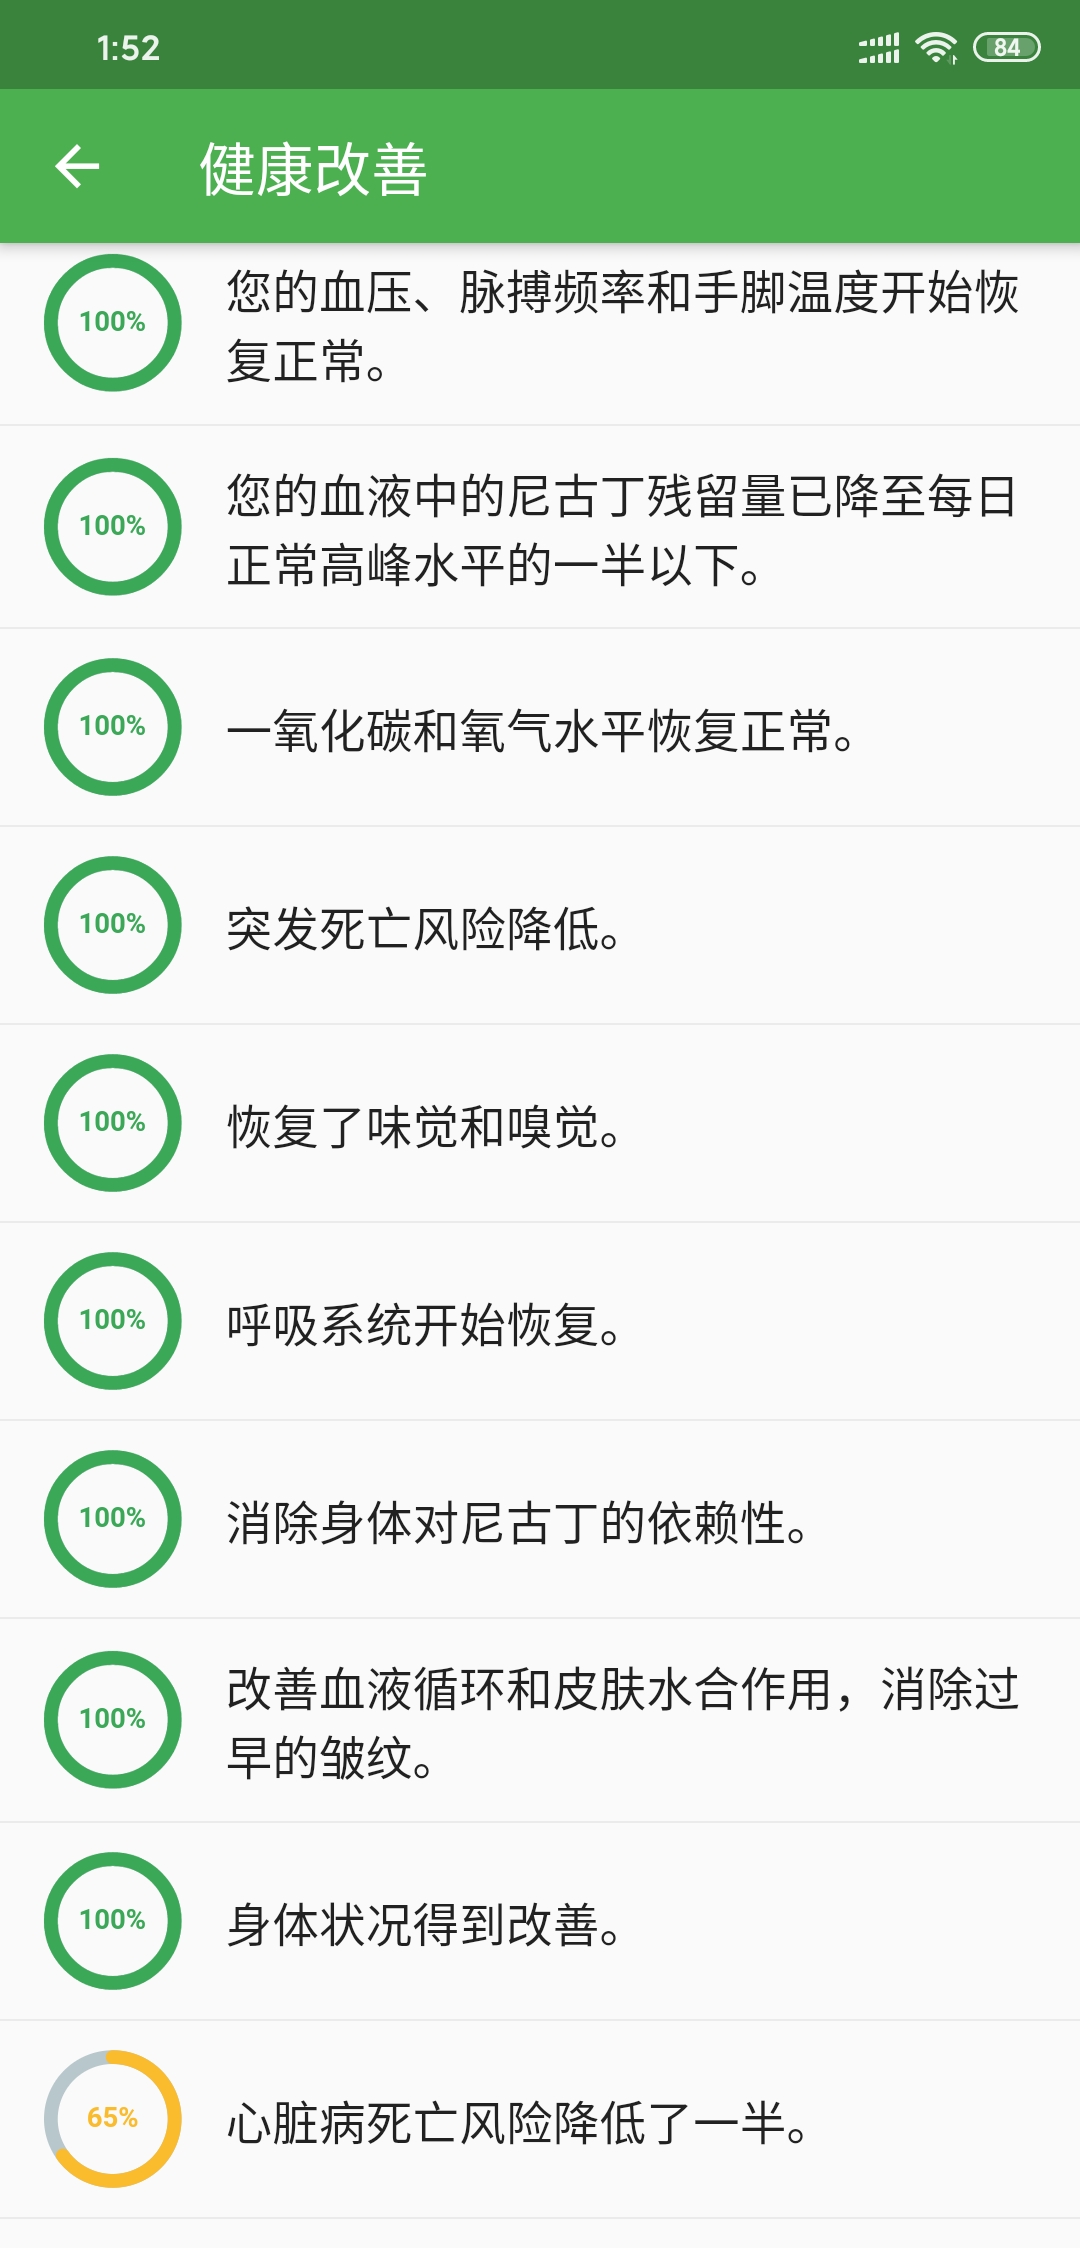 1:52
84
健康改善
100%
您的血压、脉搏频率和手脚温度开始恢
复正常。
100%
您的血液中的尼古丁残留量已降至每日
正常高峰水平的一半以下。
100%
一氧化碳和氧气水平恢复正常。
100%
突发死亡风险降低。
100%
恢复了味觉和嗅觉。
100%
呼吸系统开始恢复。
100%
消除身体对尼古丁的依赖性。
100%
改善血液循环和皮肤水合作用，消除过
早的皱纹。
100%
身体状况得到改善。
65%
心脏病死亡风险降低了一半。